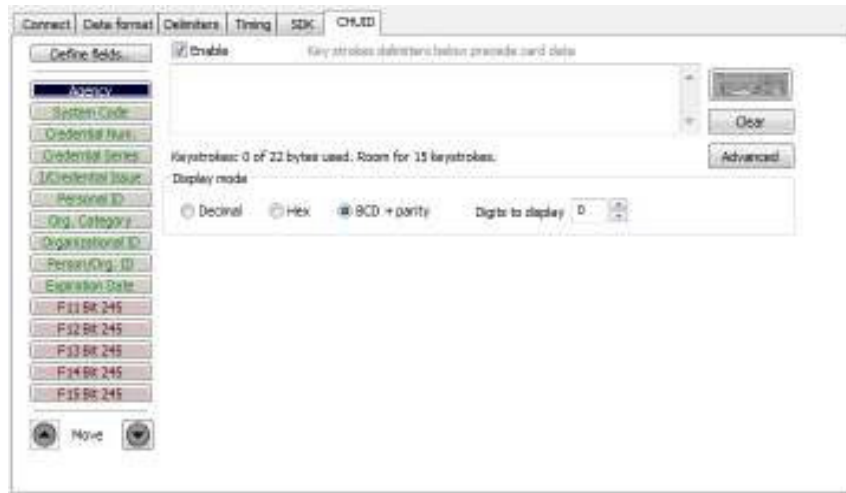 Connect Data format Delimiters Timing SDK CHUID
Define fields...
Enable
Key strokes delimiters below precede card data
Agency
System Code
Credential Num.
Credential Series
I/Credential Issue
Personal ID
Org. Category
Organizational ID
Person/Org. ID
Expiration Date
F11 Bit 245
F12 Bit 245
F13 Bit 245
F14 Bit 245
F15 Bit 245
Move
Clear
Advanced
Keystrokes: 0 of 22 bytes used. Room for 15 keystrokes.
Display mode
Decimal Hex BCD + parity Digits to display 0